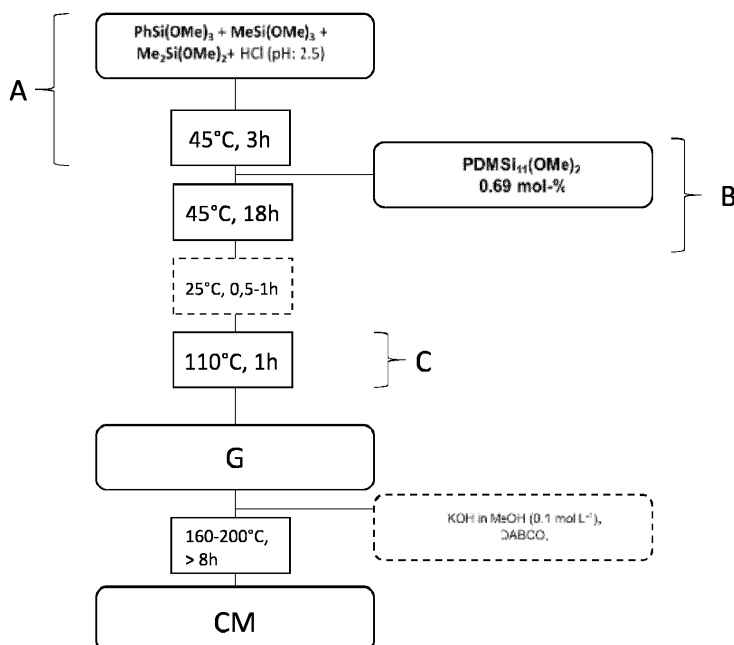 PhSi(OMe)₃ + MeSi(OMe)₃ +
Me₂Si(OMe)₂+ HCl (pH: 2.5)
A
45°C, 3h
PDMSi₁₁(OMe)₂
0.69 mol-%
B
45°C, 18h
25°C, 0,5-1h
110°C, 1h
C
G
KOH in MeOH (0.1 mol L⁻¹),
DABCO,
160-200°C,
> 8h
CM